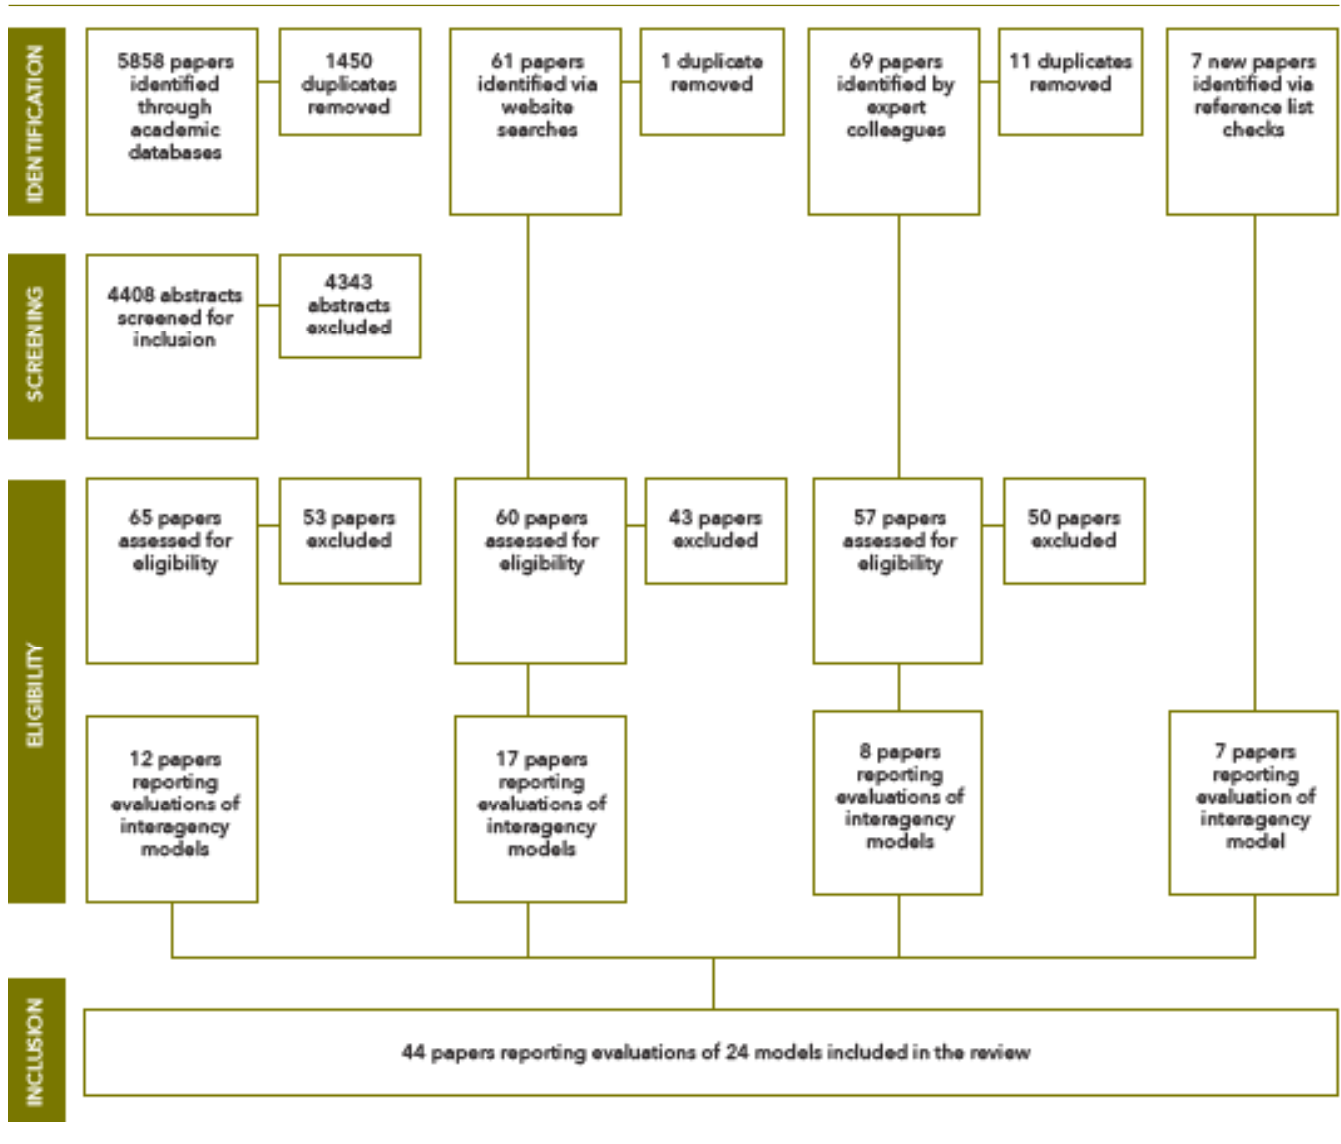 IDENTIFICATION
5858 papers
identified
through
academic
databases
1450
duplicates
removed
61 papers
identified via
website
searches
1 duplicate
removed
69 papers
identified by
expert
colleagues
11 duplicates
removed
7 new papers
identified via
reference list
checks
SCREENING
4408 abstracts
screened for
inclusion
4343
abstracts
excluded
ELIGIBILITY
65 papers
assessed for
eligibility
53 papers
excluded
60 papers
assessed for
eligibility
43 papers
excluded
57 papers
assessed for
eligibility
50 papers
excluded
12 papers
reporting
evaluations of
interagency
models
17 papers
reporting
evaluations of
interagency
models
8 papers
reporting
evaluations of
interagency
models
7 papers
reporting
evaluation of
interagency
model
INCLUSION
44 papers reporting evaluations of 24 models included in the review